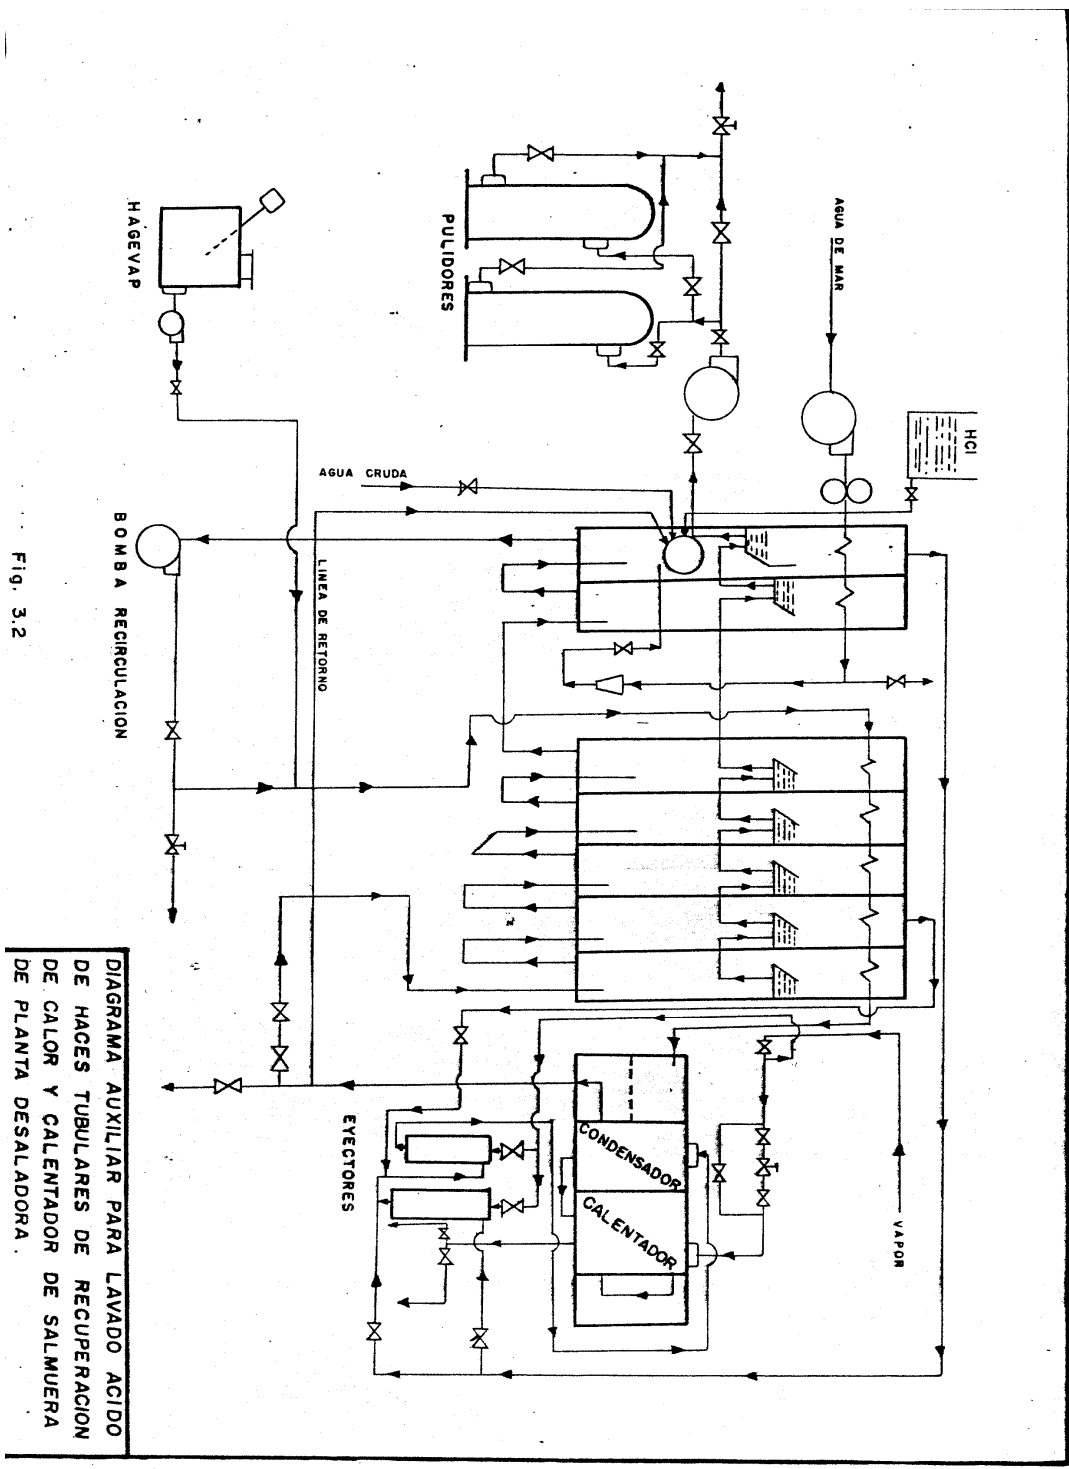 HCl
AGUA DE MAR
PULIDORES
HAGEVAP
AGUA CRUDA
LINEA DE RETORNO
BOMBA RECIRCULACION
VAPOR
CONDENSADOR
CALENTADOR
EYECTORES
Fig. 3.2
DIAGRAMA AUXILIAR PARA LAVADO ACIDO
DE HACES TUBULARES DE RECUPERACION
DE CALOR Y CALENTADOR DE SALMUERA
DE PLANTA DESALADORA.